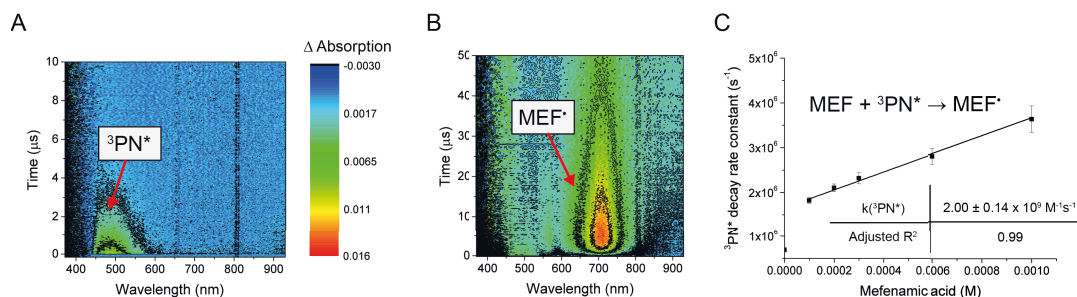 A
B
C
Δ Absorption
-0.0030
0.0017
0.0065
0.011
0.016
³PN*
Time (μs)
10
8
6
4
2
0
400 500 600 700 800 900
Wavelength (nm)
MEF•
Time (μs)
50
40
30
20
10
0
400 500 600 700 800 900
Wavelength (nm)
³PN* decay rate constant (s⁻¹)
5x10⁶
4x10⁶
3x10⁶
2x10⁶
1x10⁶
MEF + ³PN* → MEF•
k(³PN*) 2.00 ± 0.14 x 10⁹ M⁻¹s⁻¹
Adjusted R² 0.99
0.0000 0.0002 0.0004 0.0006 0.0008 0.0010
Mefenamic acid (M)